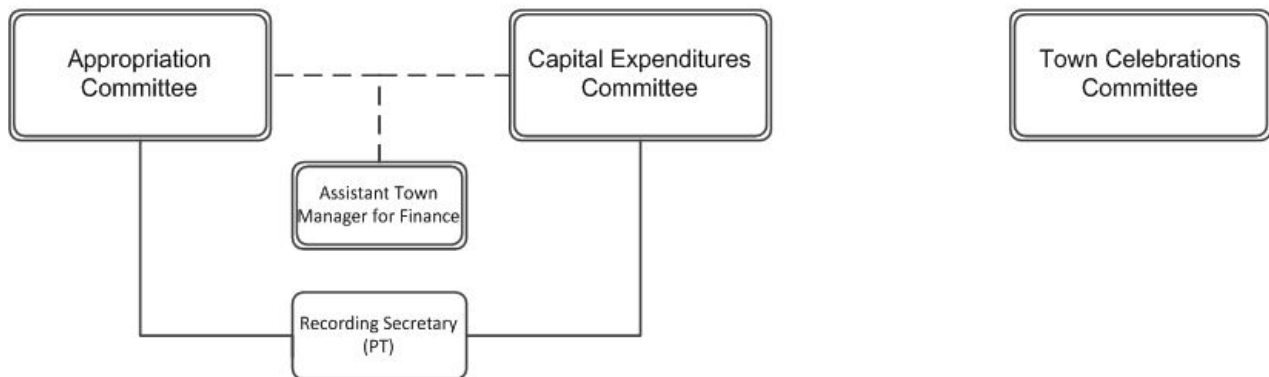 Appropriation
Committee
Capital Expenditures
Committee
Town Celebrations
Committee
Assistant Town
Manager for Finance
Recording Secretary
(PT)